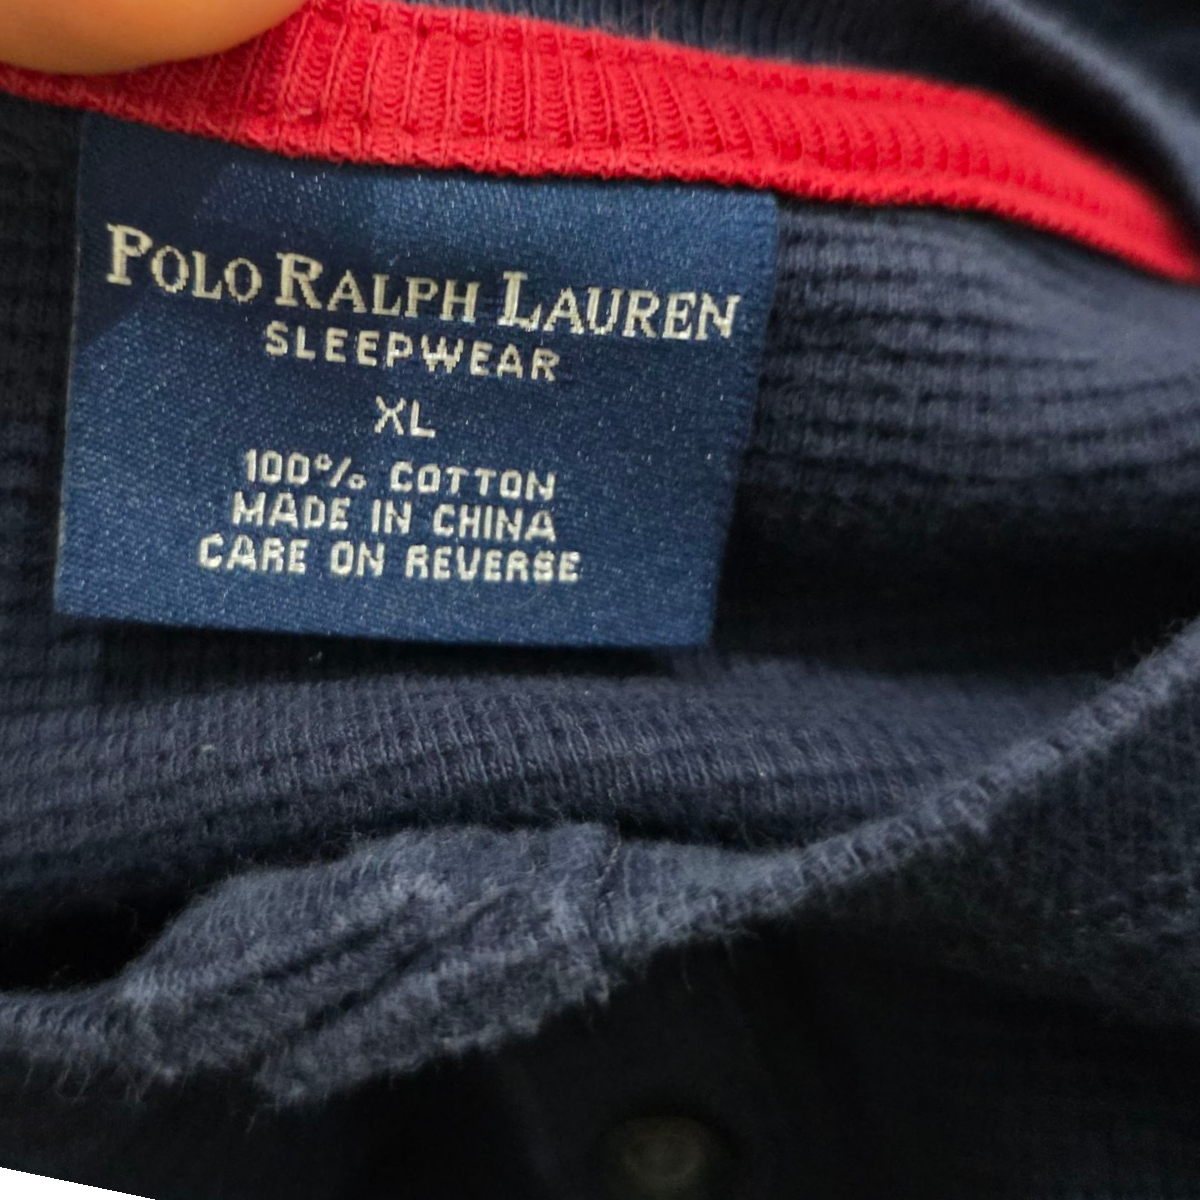 POLO RALPH LAUREN
SLEEPWEAR
XL
100% COTTON
MADE IN CHINA
CARE ON REVERSE